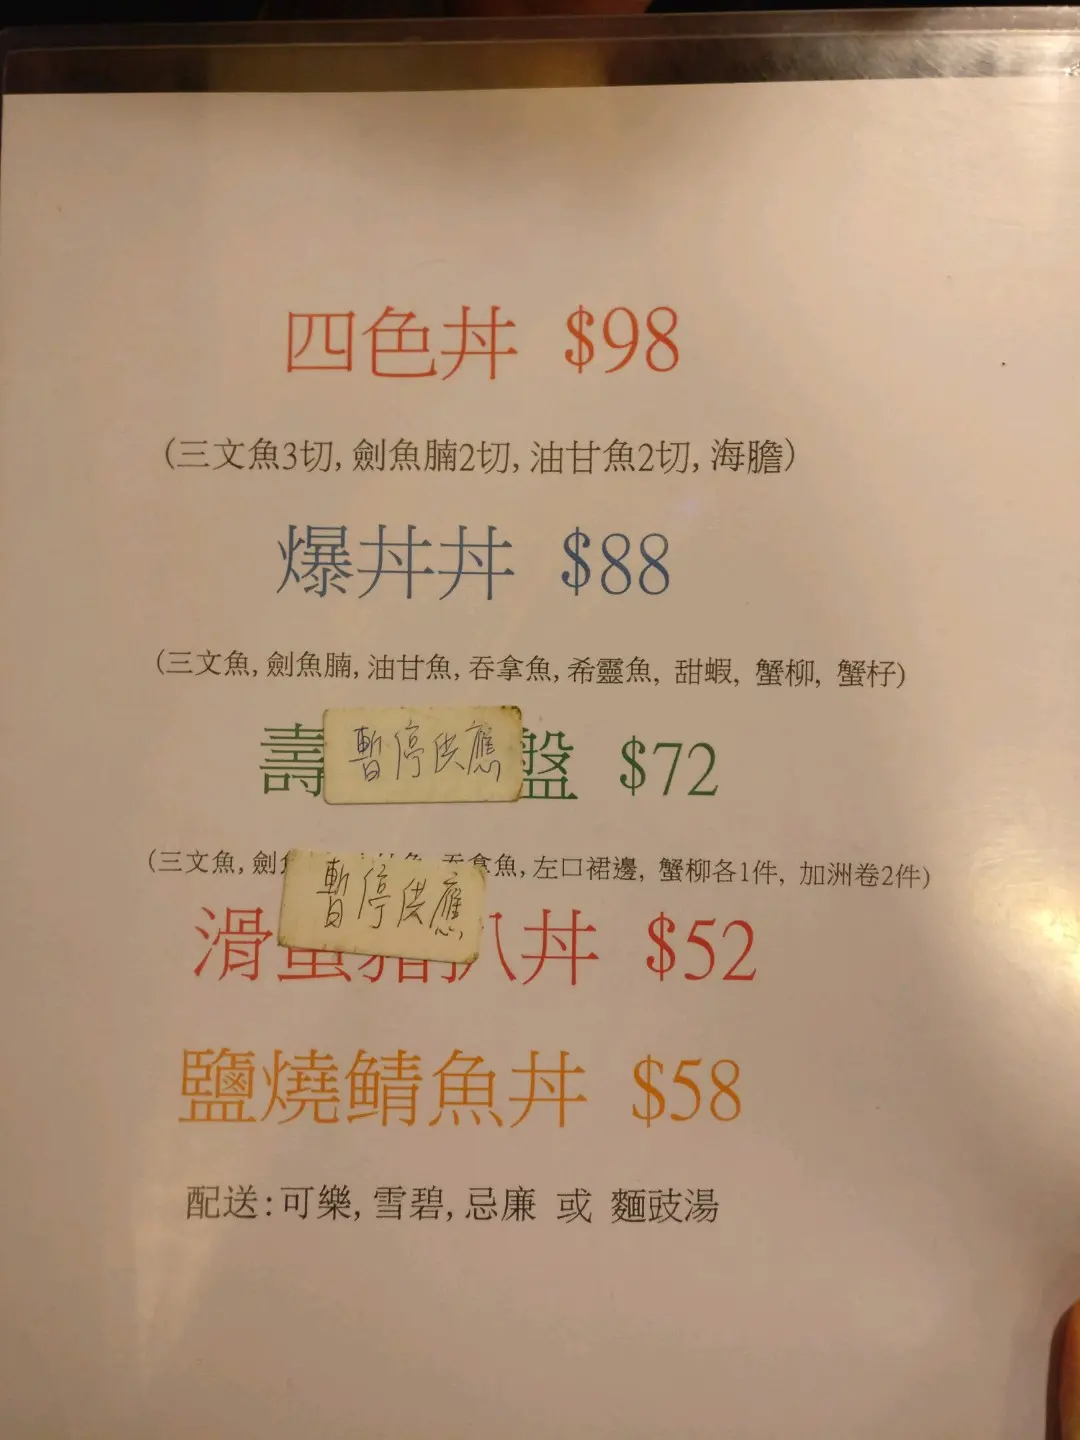 四色丼 $98
(三文魚3切, 劍魚腩2切, 油甘魚2切, 海膽)
爆丼丼 $88
(三文魚, 劍魚腩, 油甘魚, 吞拿魚, 希靈魚, 甜蝦, 蟹柳, 蟹籽)
壽 暫停供應 盤 $72
(三文魚, 劍 吞拿魚, 左口裙邊, 蟹柳各1件, 加洲卷2件)
暫停供應
滑蛋豬扒丼 $52
鹽燒鯖魚丼 $58
配送:可樂, 雪碧, 忌廉 或 麵豉湯